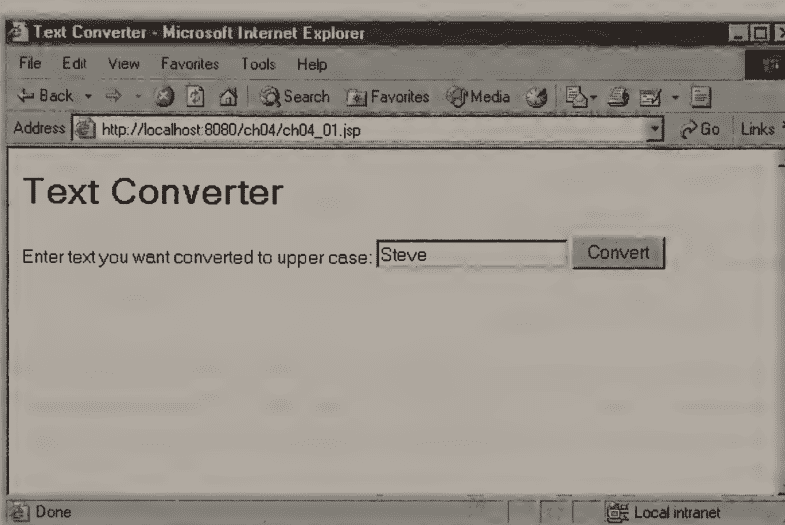 Text Converter - Microsoft Internet Explorer
File Edit View Favorites Tools Help
Back Search Favorites Media
Address http://localhost:8080/ch04/ch04_01.jsp Go Links
Text Converter
Enter text you want converted to upper case: Steve Convert
Done Local intranet